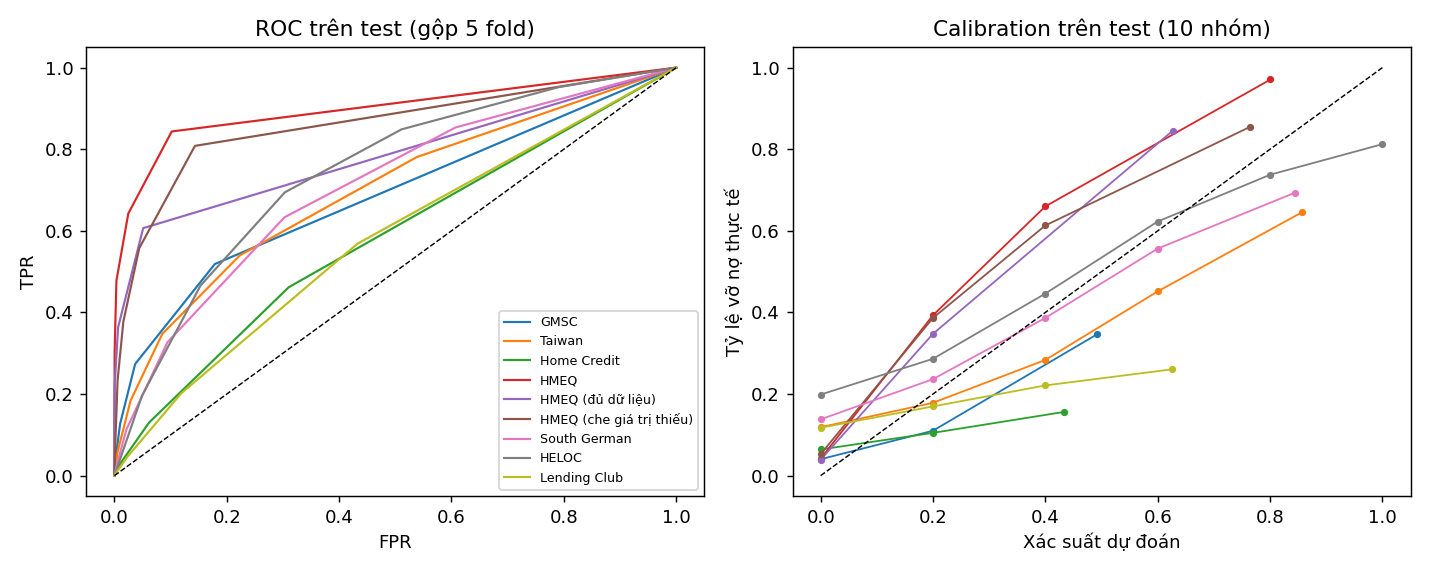 ROC trên test (gộp 5 fold)
TPR
1.0
0.8
0.6
0.4
0.2
0.0
GMSC
Taiwan
Home Credit
HMEQ
HMEQ (đủ dữ liệu)
HMEQ (che giá trị thiếu)
South German
HELOC
Lending Club
0.0 0.2 0.4 0.6 0.8 1.0
FPR
Calibration trên test (10 nhóm)
Tỷ lệ vỡ nợ thực tế
1.0
0.8
0.6
0.4
0.2
0.0
0.0 0.2 0.4 0.6 0.8 1.0
Xác suất dự đoán